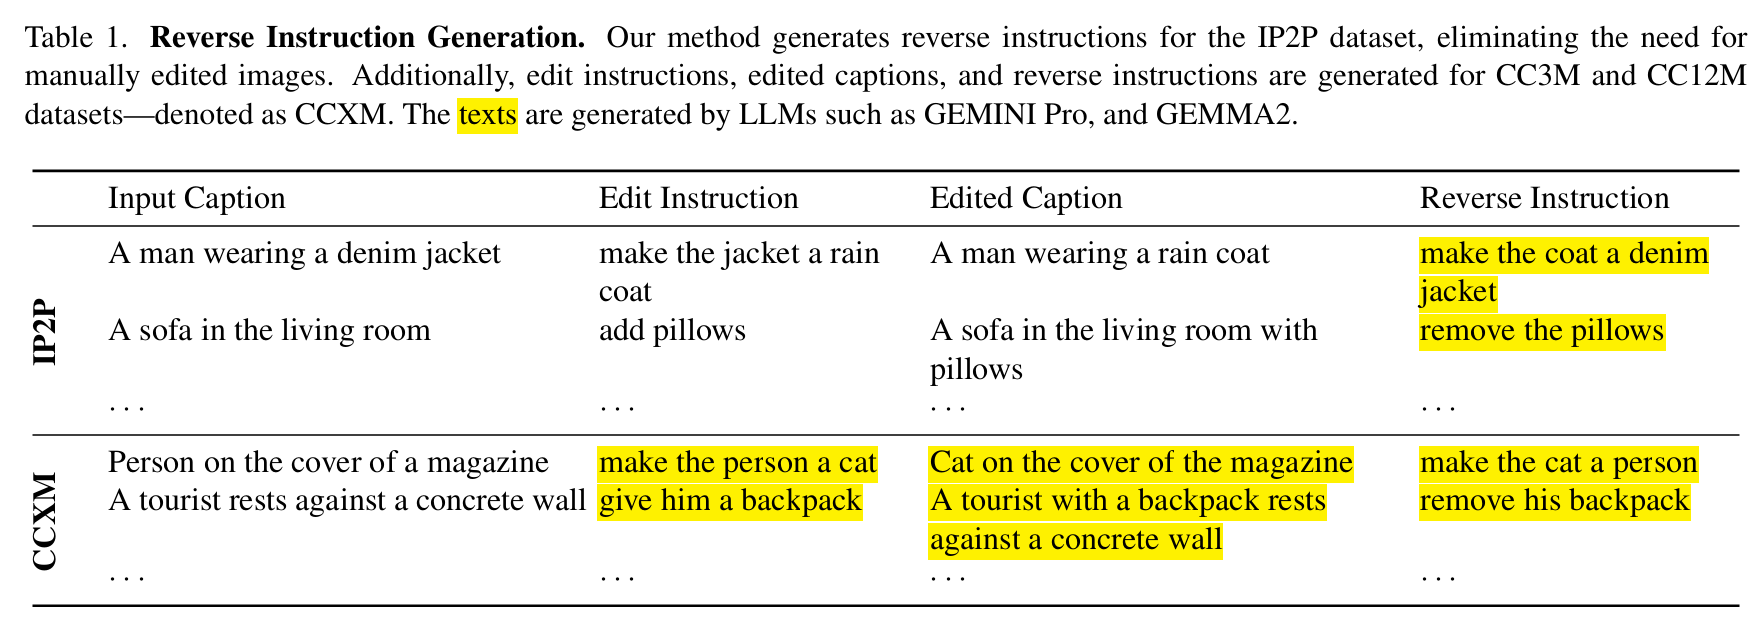 Table 1. Reverse Instruction Generation. Our method generates reverse instructions for the IP2P dataset, eliminating the need for
manually edited images. Additionally, edit instructions, edited captions, and reverse instructions are generated for CC3M and CC12M
datasets—denoted as CCXM. The texts are generated by LLMs such as GEMINI Pro, and GEMMA2.
Input Caption Edit Instruction Edited Caption Reverse Instruction
IP2P
A man wearing a denim jacket make the jacket a rain A man wearing a rain coat make the coat a denim
coat jacket
A sofa in the living room add pillows A sofa in the living room with remove the pillows
pillows
... ... ... ...
CCXM
Person on the cover of a magazine make the person a cat Cat on the cover of the magazine make the cat a person
A tourist rests against a concrete wall give him a backpack A tourist with a backpack rests remove his backpack
against a concrete wall
... ... ... ...